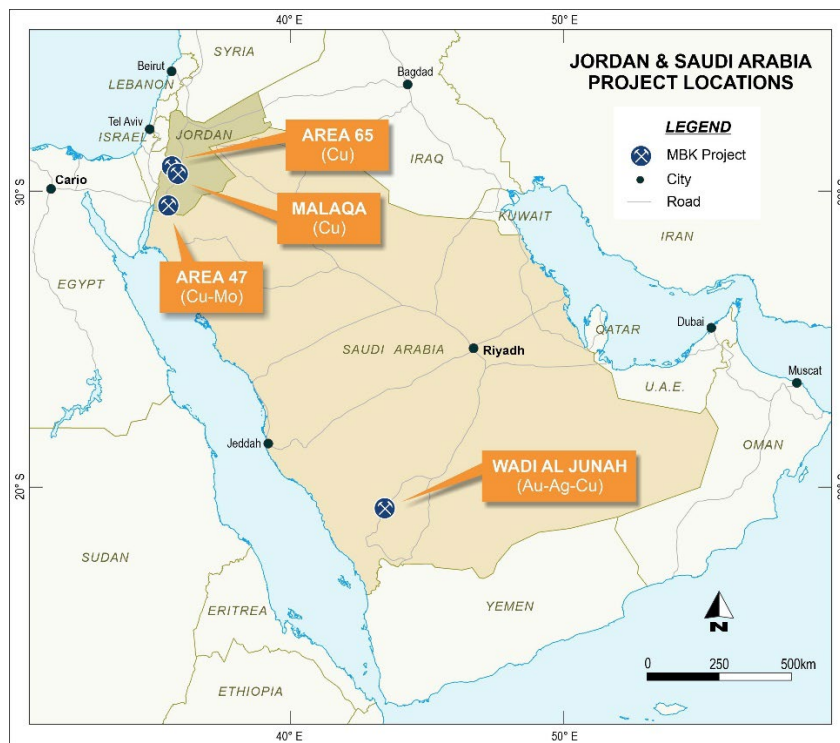 40° E
50° E
JORDAN & SAUDI ARABIA
PROJECT LOCATIONS
LEGEND
MBK Project
City
Road
SYRIA
Beirut
LEBANON
Bagdad
Tel Aviv
ISRAEL
JORDAN
AREA 65
(Cu)
IRAQ
Cario
30° S
30° S
MALAQA
(Cu)
KUWAIT
IRAN
EGYPT
AREA 47
(Cu-Mo)
QATAR
Dubai
SAUDI ARABIA
Riyadh
U.A.E.
Muscat
Jeddah
OMAN
WADI AL JUNAH
(Au-Ag-Cu)
20° S
20° S
SUDAN
ERITREA
YEMEN
N
0 250 500km
ETHIOPIA
40° E
50° E